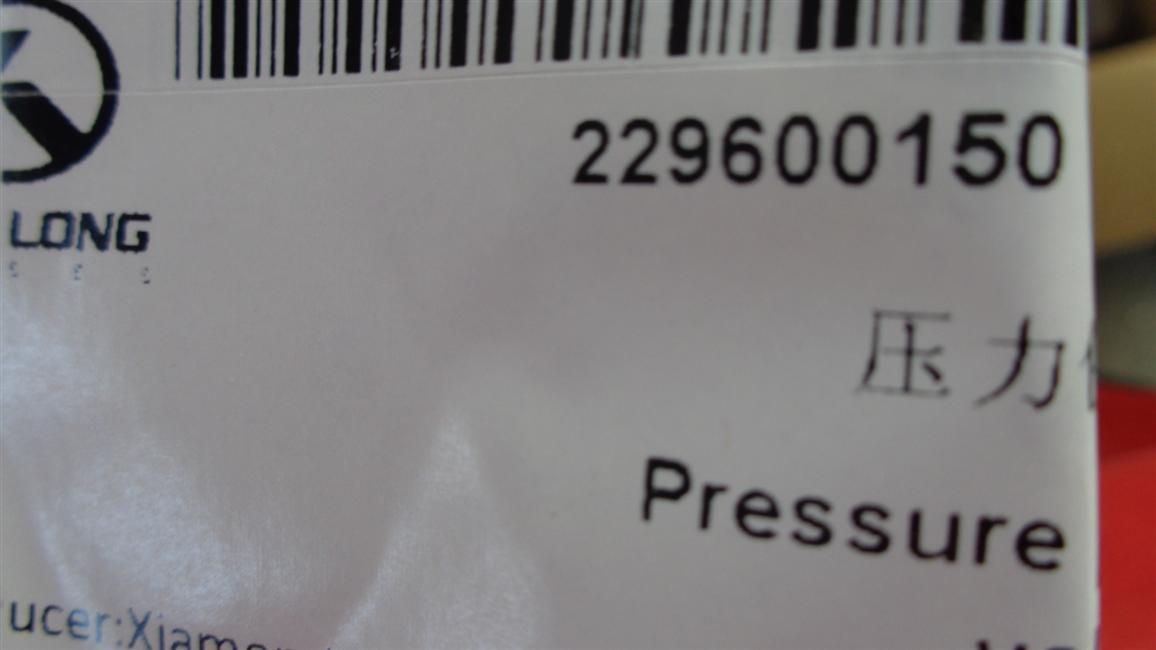 229600150
LONG
压力
Pressure
ucer:Xiamen